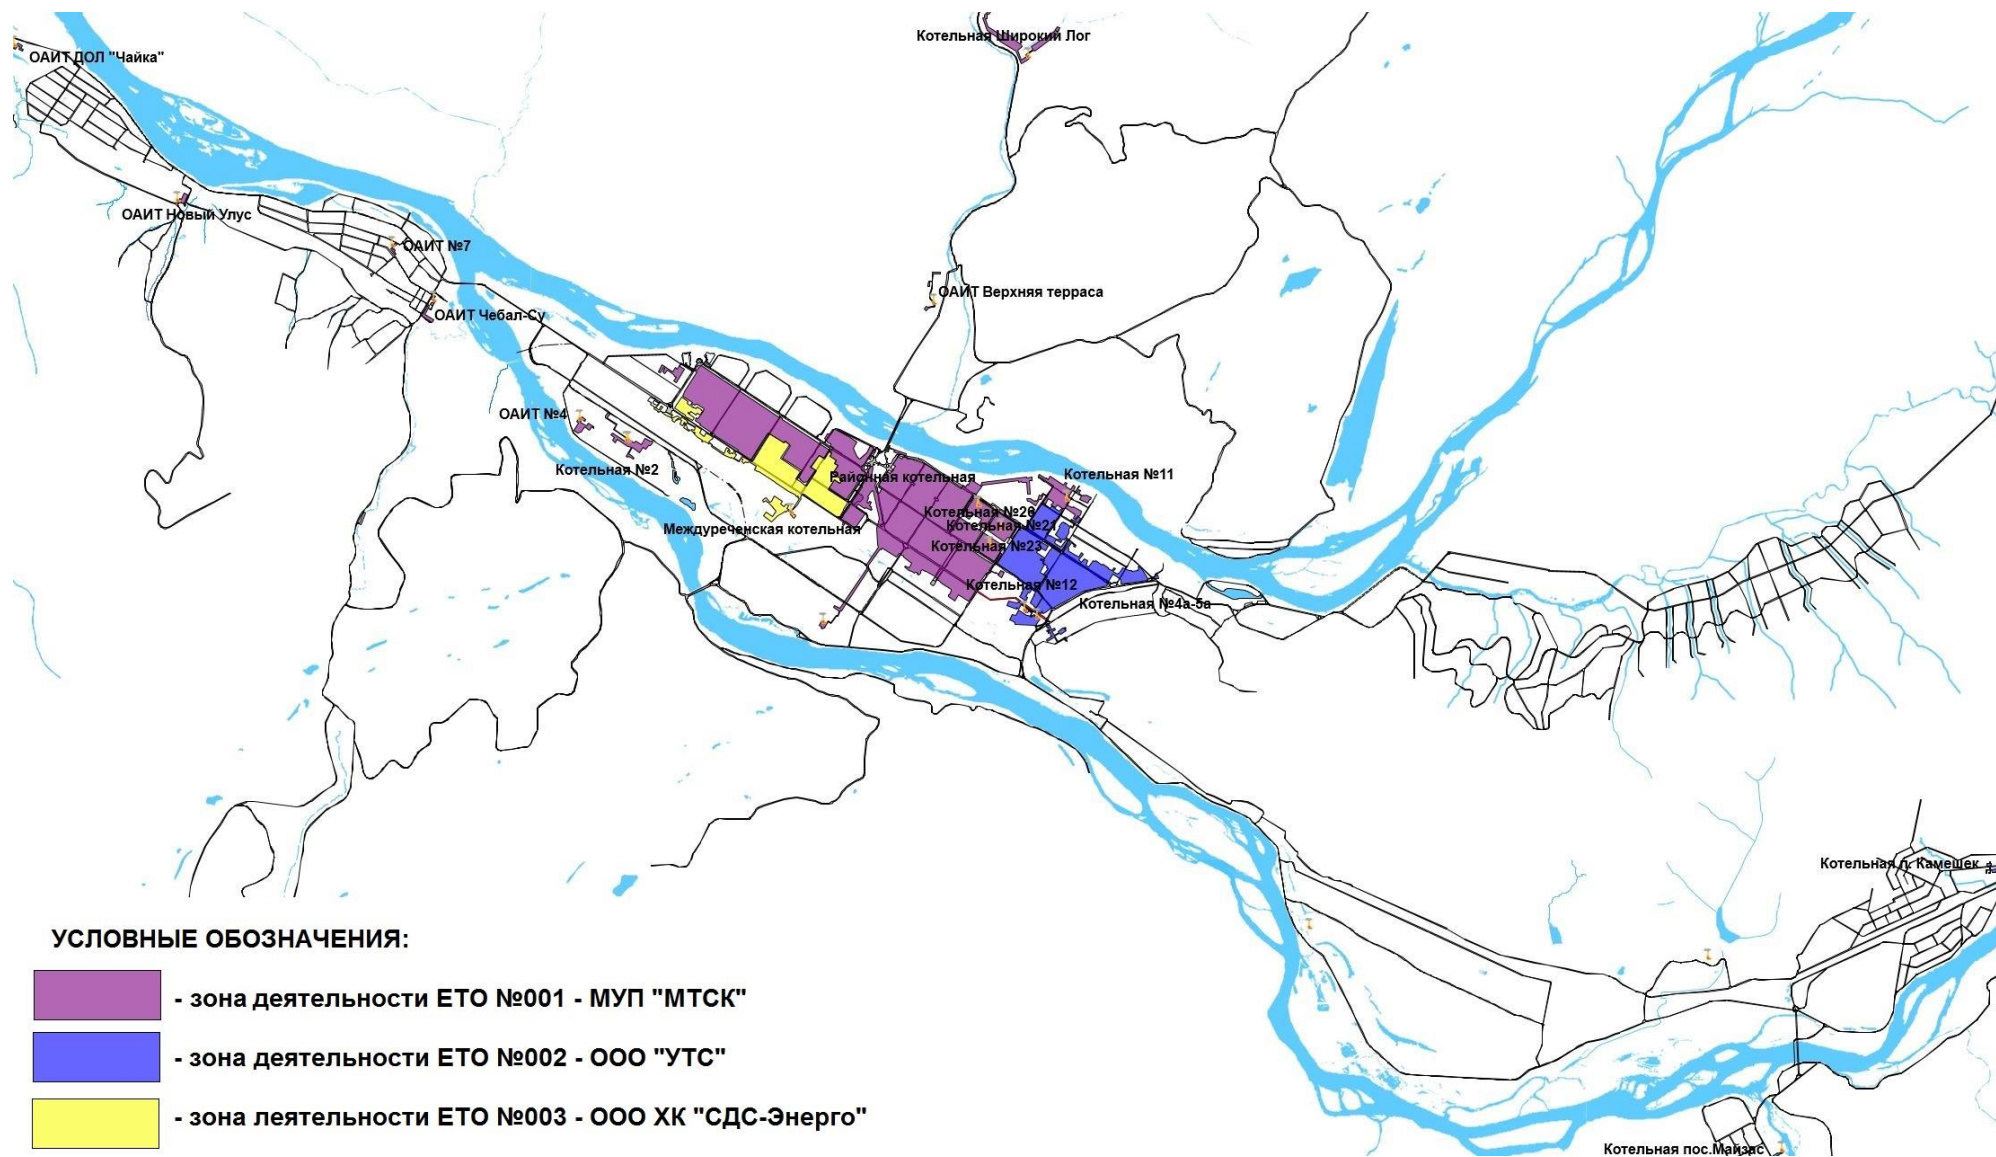 Котельная Широкий Лог
ОАИТ ДОЛ "Чайка"
ОАИТ Новый Улус
ОАИТ №7
ОАИТ Верхняя терраса
ОАИТ Чебал-Су
ОАИТ №4
Котельная №2
Районная котельная
Котельная №11
Котельная №20
Котельная №21
Междуреченская котельная
Котельная №23
Котельная №12
Котельная №4а-5а
Котельная п. Камешек
Котельная пос.Майзас
УСЛОВНЫЕ ОБОЗНАЧЕНИЯ:
- зона деятельности ЕТО №001 - МУП "МТСК"
- зона деятельности ЕТО №002 - ООО "УТС"
- зона леятельности ЕТО №003 - ООО ХК "СДС-Энерго"